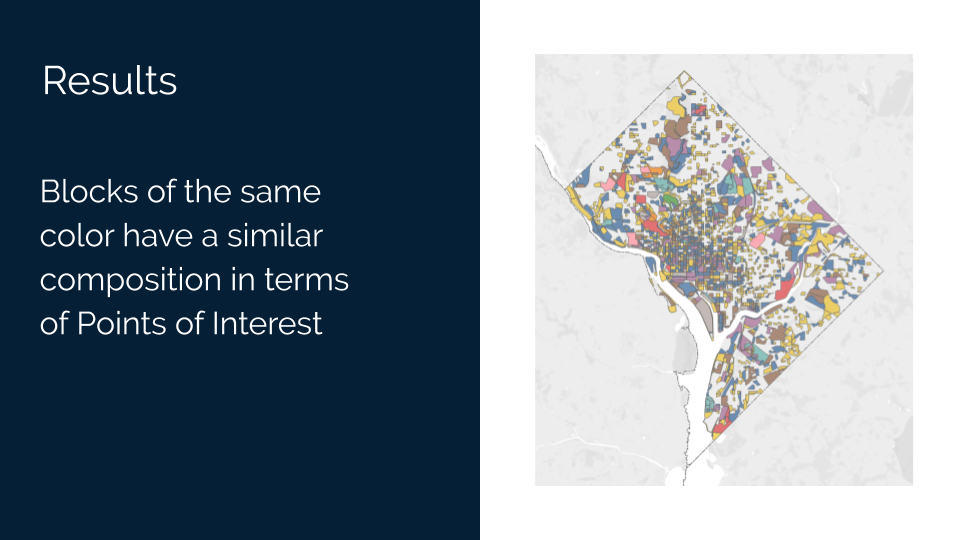 Results
Blocks of the same
color have a similar
composition in terms
of Points of Interest